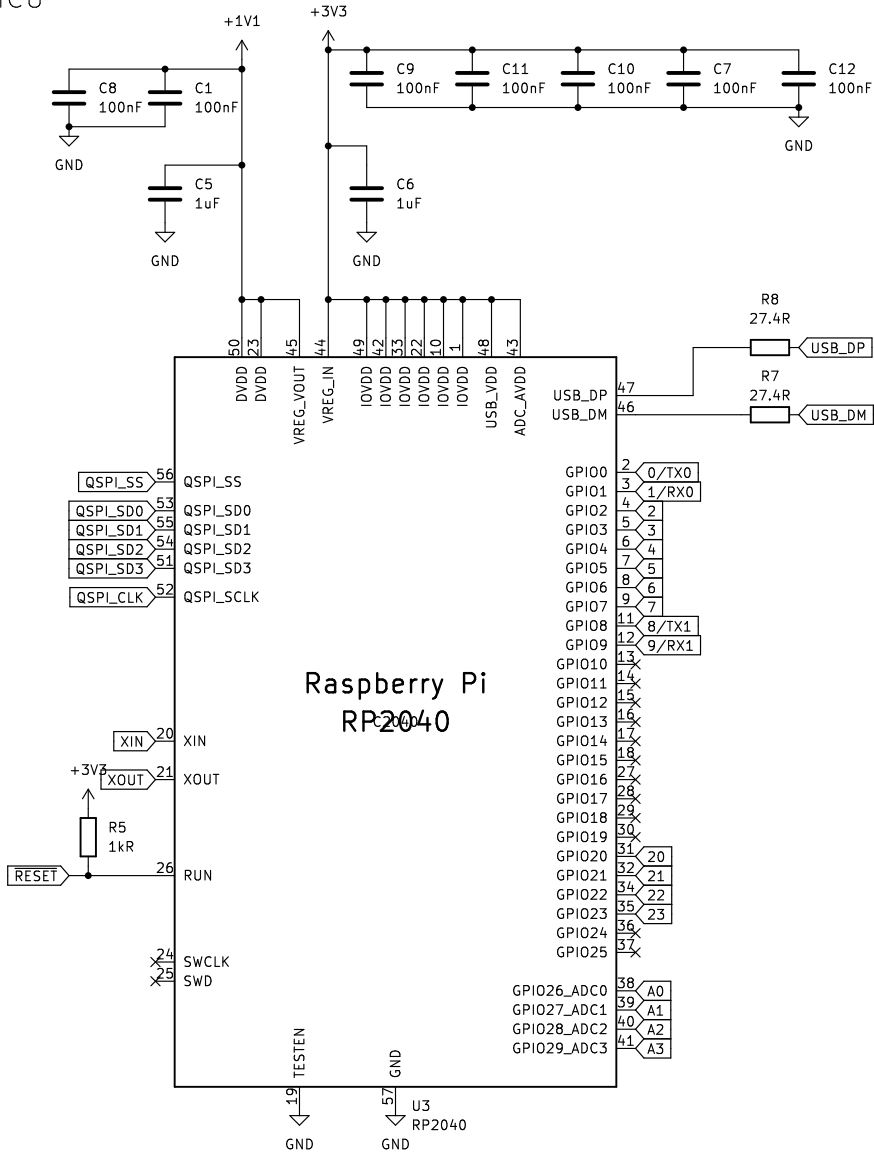 +1V1
+3V3
C8
100nF
C1
100nF
C9
100nF
C11
100nF
C10
100nF
C7
100nF
C12
100nF
GND
GND
C5
1uF
C6
1uF
GND
GND
R8
27.4R
USB_DP
R7
27.4R
USB_DM
50 DVDD
23 DVDD
45 VREG_VOUT
44 VREG_IN
49 IOVDD
42 IOVDD
33 IOVDD
22 IOVDD
10 IOVDD
1 IOVDD
48 USB_VDD
43 ADC_AVDD
USB_DP 47
USB_DM 46
QSPI_SS 56 QSPI_SS
QSPI_SD0 53 QSPI_SD0
QSPI_SD1 55 QSPI_SD1
QSPI_SD2 54 QSPI_SD2
QSPI_SD3 51 QSPI_SD3
QSPI_CLK 52 QSPI_SCLK
GPIO0 2 0/TX0
GPIO1 3 1/RX0
GPIO2 4 2
GPIO3 5 3
GPIO4 6 4
GPIO5 7 5
GPIO6 8 6
GPIO7 9 7
GPIO8 11 8/TX1
GPIO9 12 9/RX1
GPIO10 13
GPIO11 14
GPIO12 15
GPIO13 16
GPIO14 17
GPIO15 18
GPIO16 27
GPIO17 28
GPIO18 29
GPIO19 30
GPIO20 31 20
GPIO21 32 21
GPIO22 34 22
GPIO23 35 23
GPIO24 36
GPIO25 37
GPIO26_ADC0 38 A0
GPIO27_ADC1 39 A1
GPIO28_ADC2 40 A2
GPIO29_ADC3 41 A3
Raspberry Pi
RP2040
C2040
XIN 20 XIN
XOUT 21 XOUT
+3V3
R5
1kR
RESET 26 RUN
24 SWCLK
25 SWD
TESTEN 19
GND 57
U3
RP2040
GND
GND